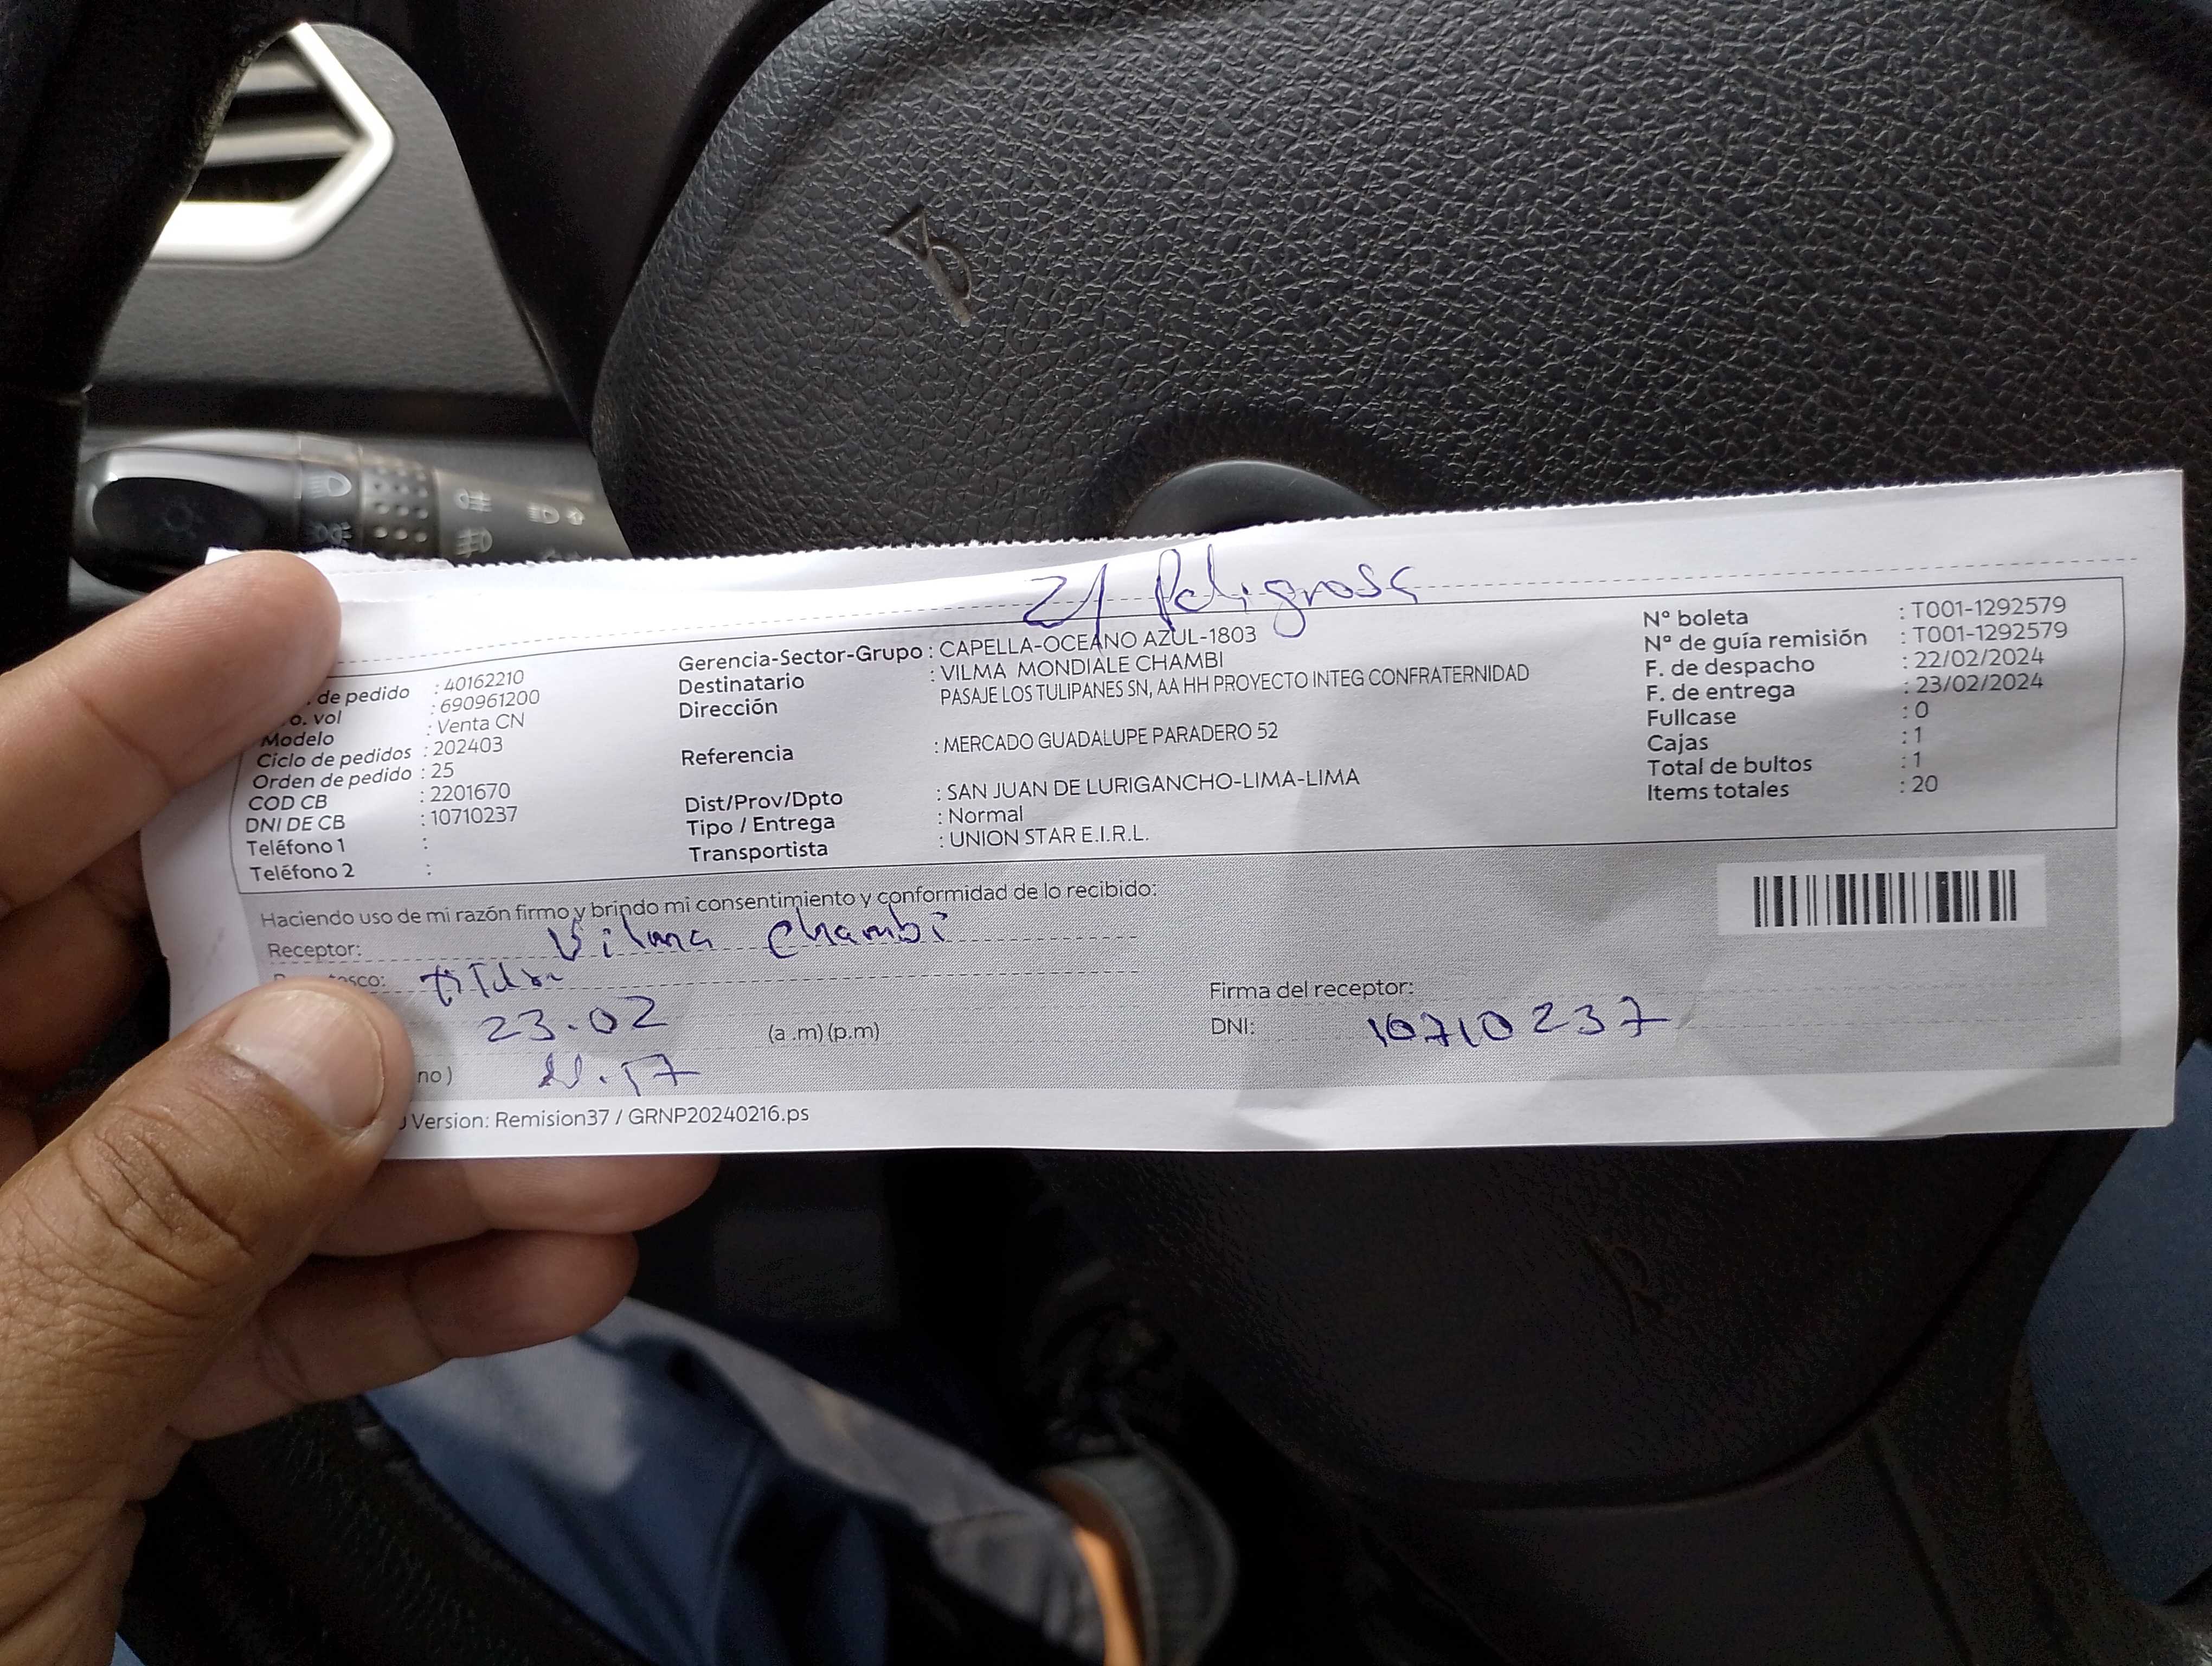 21 Peligrosa
de pedido : 40162210
o. vol : 690961200
Modelo : Venta CN
Ciclo de pedidos : 202403
Orden de pedido : 25
COD CB : 2201670
DNI DE CB : 10710237
Teléfono 1 :
Teléfono 2 :
Gerencia-Sector-Grupo : CAPELLA-OCEANO AZUL-1803
Destinatario : VILMA MONDIALE CHAMBI
Dirección PASAJE LOS TULIPANES SN, AA HH PROYECTO INTEG CONFRATERNIDAD
Referencia : MERCADO GUADALUPE PARADERO 52
Dist/Prov/Dpto : SAN JUAN DE LURIGANCHO-LIMA-LIMA
Tipo / Entrega : Normal
Transportista : UNION STAR E.I.R.L.
Nº boleta : T001-1292579
Nº de guía remisión : T001-1292579
F. de despacho : 22/02/2024
F. de entrega : 23/02/2024
Fullcase : 0
Cajas : 1
Total de bultos : 1
Items totales : 20
Haciendo uso de mi razón firmo y brindo mi consentimiento y conformidad de lo recibido:
Receptor: Vilma Chambi
sco:
23.02 (a.m)(p.m)
no)
Firma del receptor:
DNI: 10710237
Version: Remision37 / GRNP20240216.ps